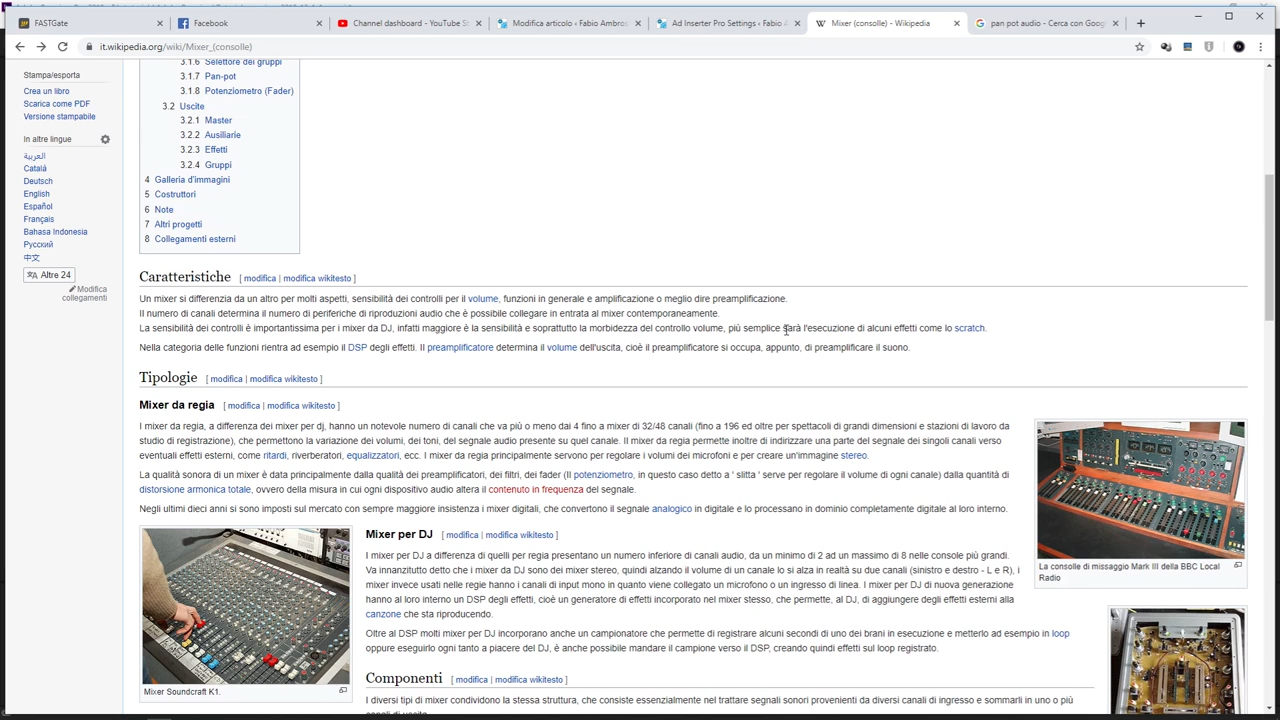 FASTGate
Facebook
Channel dashboard - YouTube St
Modifica articolo ‹ Fabio Ambros
Ad Inserter Pro Settings ‹ Fabio A
Mixer (consolle) - Wikipedia
pan pot audio - Cerca con Googl
it.wikipedia.org/wiki/Mixer_(consolle)
Stampa/esporta
Crea un libro
Scarica come PDF
Versione stampabile
In altre lingue
العربية
Català
Deutsch
English
Español
Français
Bahasa Indonesia
Русский
中文
Altre 24
Modifica
collegamenti
3.1.6 Selettore dei gruppi
3.1.7 Pan-pot
3.1.8 Potenziometro (Fader)
3.2 Uscite
3.2.1 Master
3.2.2 Ausiliarie
3.2.3 Effetti
3.2.4 Gruppi
4 Galleria d'immagini
5 Costruttori
6 Note
7 Altri progetti
8 Collegamenti esterni
Caratteristiche [ modifica | modifica wikitesto ]
Un mixer si differenzia da un altro per molti aspetti, sensibilità dei controlli per il volume, funzioni in generale e amplificazione o meglio dire preamplificazione.
Il numero di canali determina il numero di periferiche di riproduzioni audio che è possibile collegare in entrata al mixer contemporaneamente.
La sensibilità dei controlli è importantissima per i mixer da DJ, infatti maggiore è la sensibilità e soprattutto la morbidezza del controllo volume, più semplice sarà l'esecuzione di alcuni effetti come lo scratch.
Nella categoria delle funzioni rientra ad esempio il DSP degli effetti. Il preamplificatore determina il volume dell'uscita, cioè il preamplificatore si occupa, appunto, di preamplificare il suono.
Tipologie [ modifica | modifica wikitesto ]
Mixer da regia [ modifica | modifica wikitesto ]
I mixer da regia, a differenza dei mixer per dj, hanno un notevole numero di canali che va più o meno dai 4 fino a mixer di 32/48 canali (fino a 196 ed oltre per spettacoli di grandi dimensioni e stazioni di lavoro da
studio di registrazione), che permettono la variazione dei volumi, dei toni, del segnale audio presente su quel canale. Il mixer da regia permette inoltre di indirizzare una parte del segnale dei singoli canali verso
eventuali effetti esterni, come ritardi, riverberatori, equalizzatori, ecc. I mixer da regia principalmente servono per regolare i volumi dei microfoni e per creare un'immagine stereo.
La qualità sonora di un mixer è data principalmente dalla qualità dei preamplificatori, dei filtri, dei fader (Il potenziometro, in questo caso detto a ' slitta ' serve per regolare il volume di ogni canale) dalla quantità di
distorsione armonica totale, ovvero della misura in cui ogni dispositivo audio altera il contenuto in frequenza del segnale.
Negli ultimi dieci anni si sono imposti sul mercato con sempre maggiore insistenza i mixer digitali, che convertono il segnale analogico in digitale e lo processano in dominio completamente digitale al loro interno.
La consolle di missaggio Mark III della BBC Local
Radio
Mixer Soundcraft K1.
Mixer per DJ [ modifica | modifica wikitesto ]
I mixer per DJ a differenza di quelli per regia presentano un numero inferiore di canali audio, da un minimo di 2 ad un massimo di 8 nelle console più grandi.
Va innanzitutto detto che i mixer da DJ sono dei mixer stereo, quindi alzando il volume di un canale lo si alza in realtà su due canali (sinistro e destro - L e R), i
mixer invece usati nelle regie hanno i canali di input mono in quanto viene collegato un microfono o un ingresso di linea. I mixer per DJ di nuova generazione
hanno al loro interno un DSP degli effetti, cioè un generatore di effetti incorporato nel mixer stesso, che permette, al DJ, di aggiungere degli effetti esterni alla
canzone che sta riproducendo.
Oltre al DSP molti mixer per DJ incorporano anche un campionatore che permette di registrare alcuni secondi di uno dei brani in esecuzione e metterlo ad esempio in loop
oppure eseguirlo ogni tanto a piacere del DJ, è anche possibile mandare il campione verso il DSP, creando quindi effetti sul loop registrato.
Componenti [ modifica | modifica wikitesto ]
I diversi tipi di mixer condividono la stessa struttura, che consiste essenzialmente nel trattare segnali sonori provenienti da diversi canali di ingresso e sommarli in uno o più
canali di uscita.